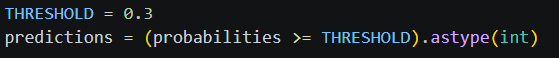 THRESHOLD = 0.3
predictions = (probabilities >= THRESHOLD).astype(int)